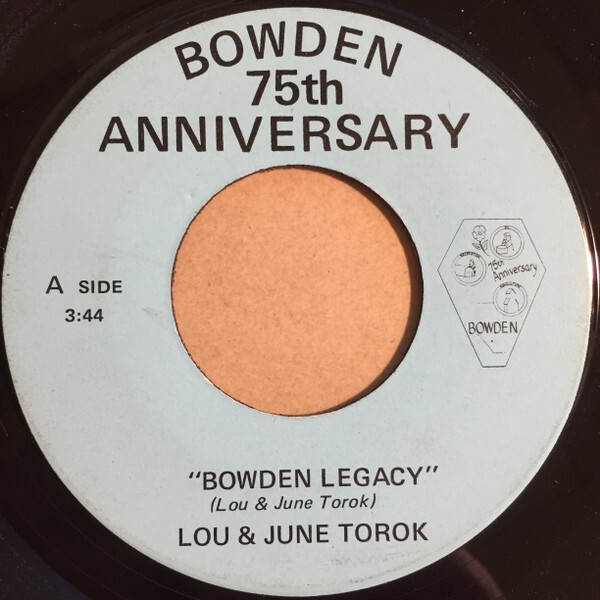 BOWDEN
75th
ANNIVERSARY
A SIDE
3:44
75th
Anniversary
BOWDEN
"BOWDEN LEGACY"
(Lou & June Torok)
LOU & JUNE TOROK